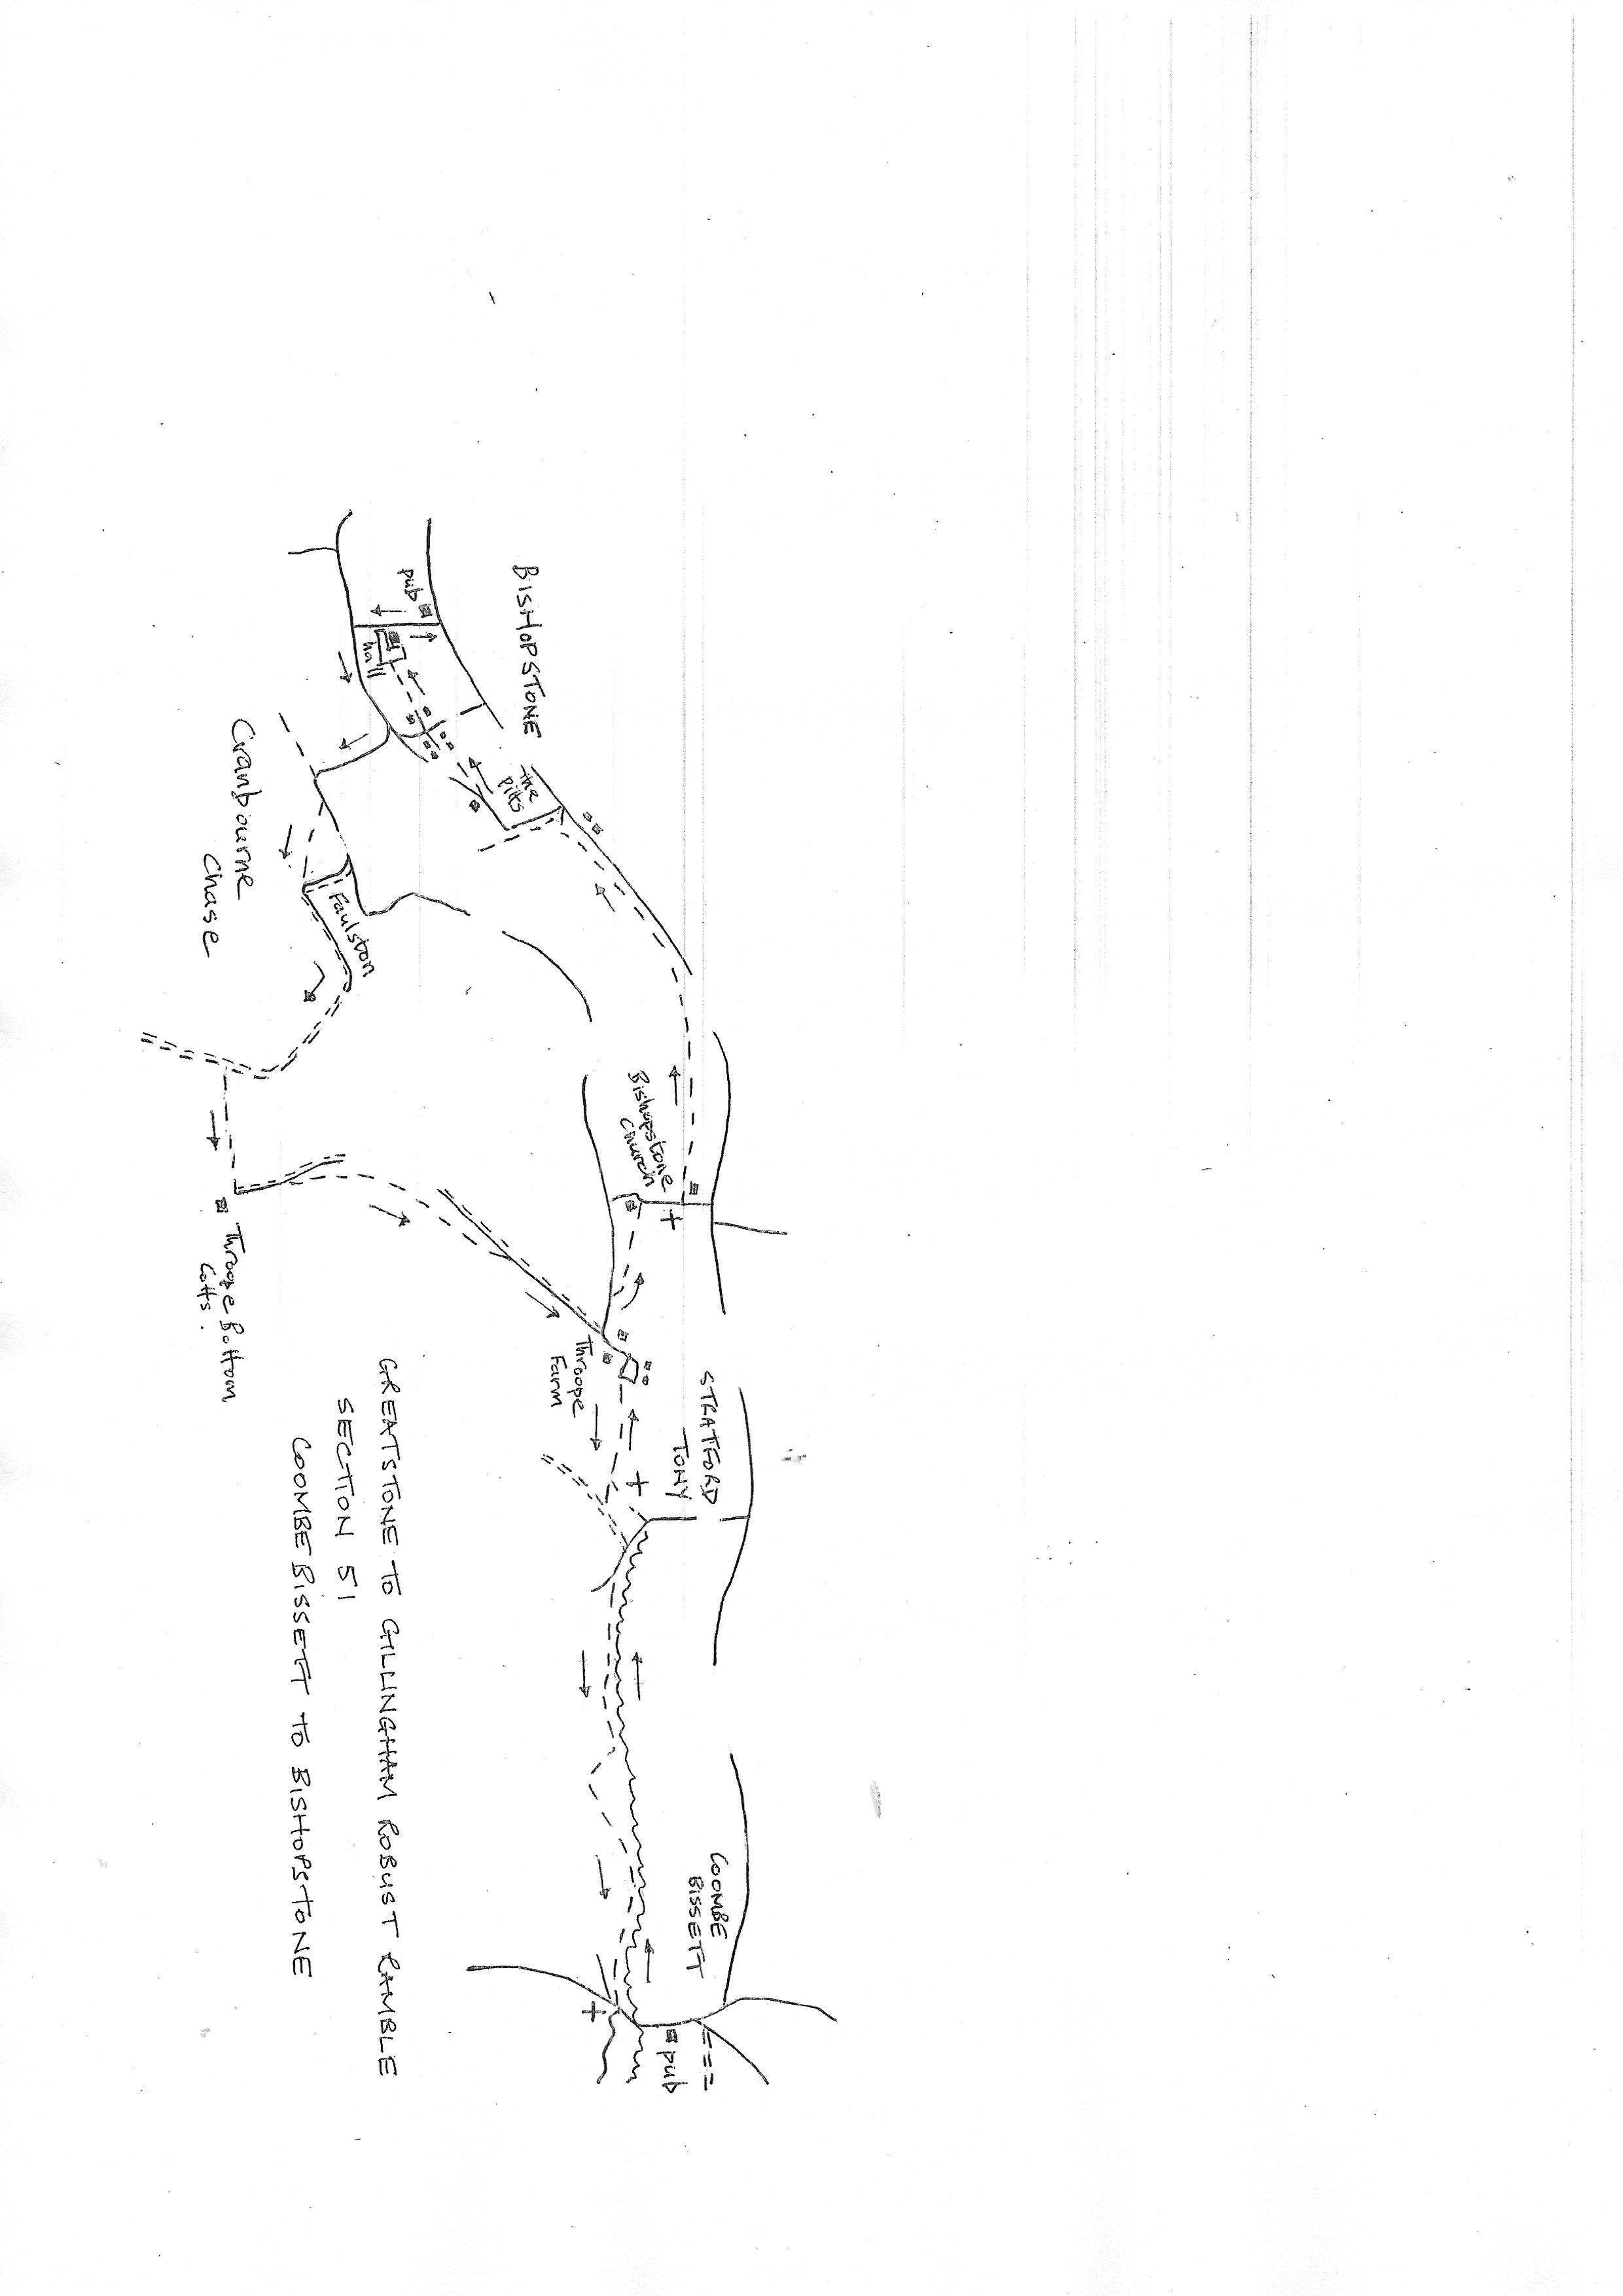 BISHOPSTONE
pub
hall
the
Pitts
Cranbourne
Chase
Faulston
Bishopstone
Church
Throope Bottom
Cotts.
Throope
Farm
STRATFORD
TONY
COOMBE
BISSETT
pub
GREATSTONE TO GILLINGHAM ROBUST RAMBLE
SECTION 51
COOMBE BISSETT TO BISHOPSTONE